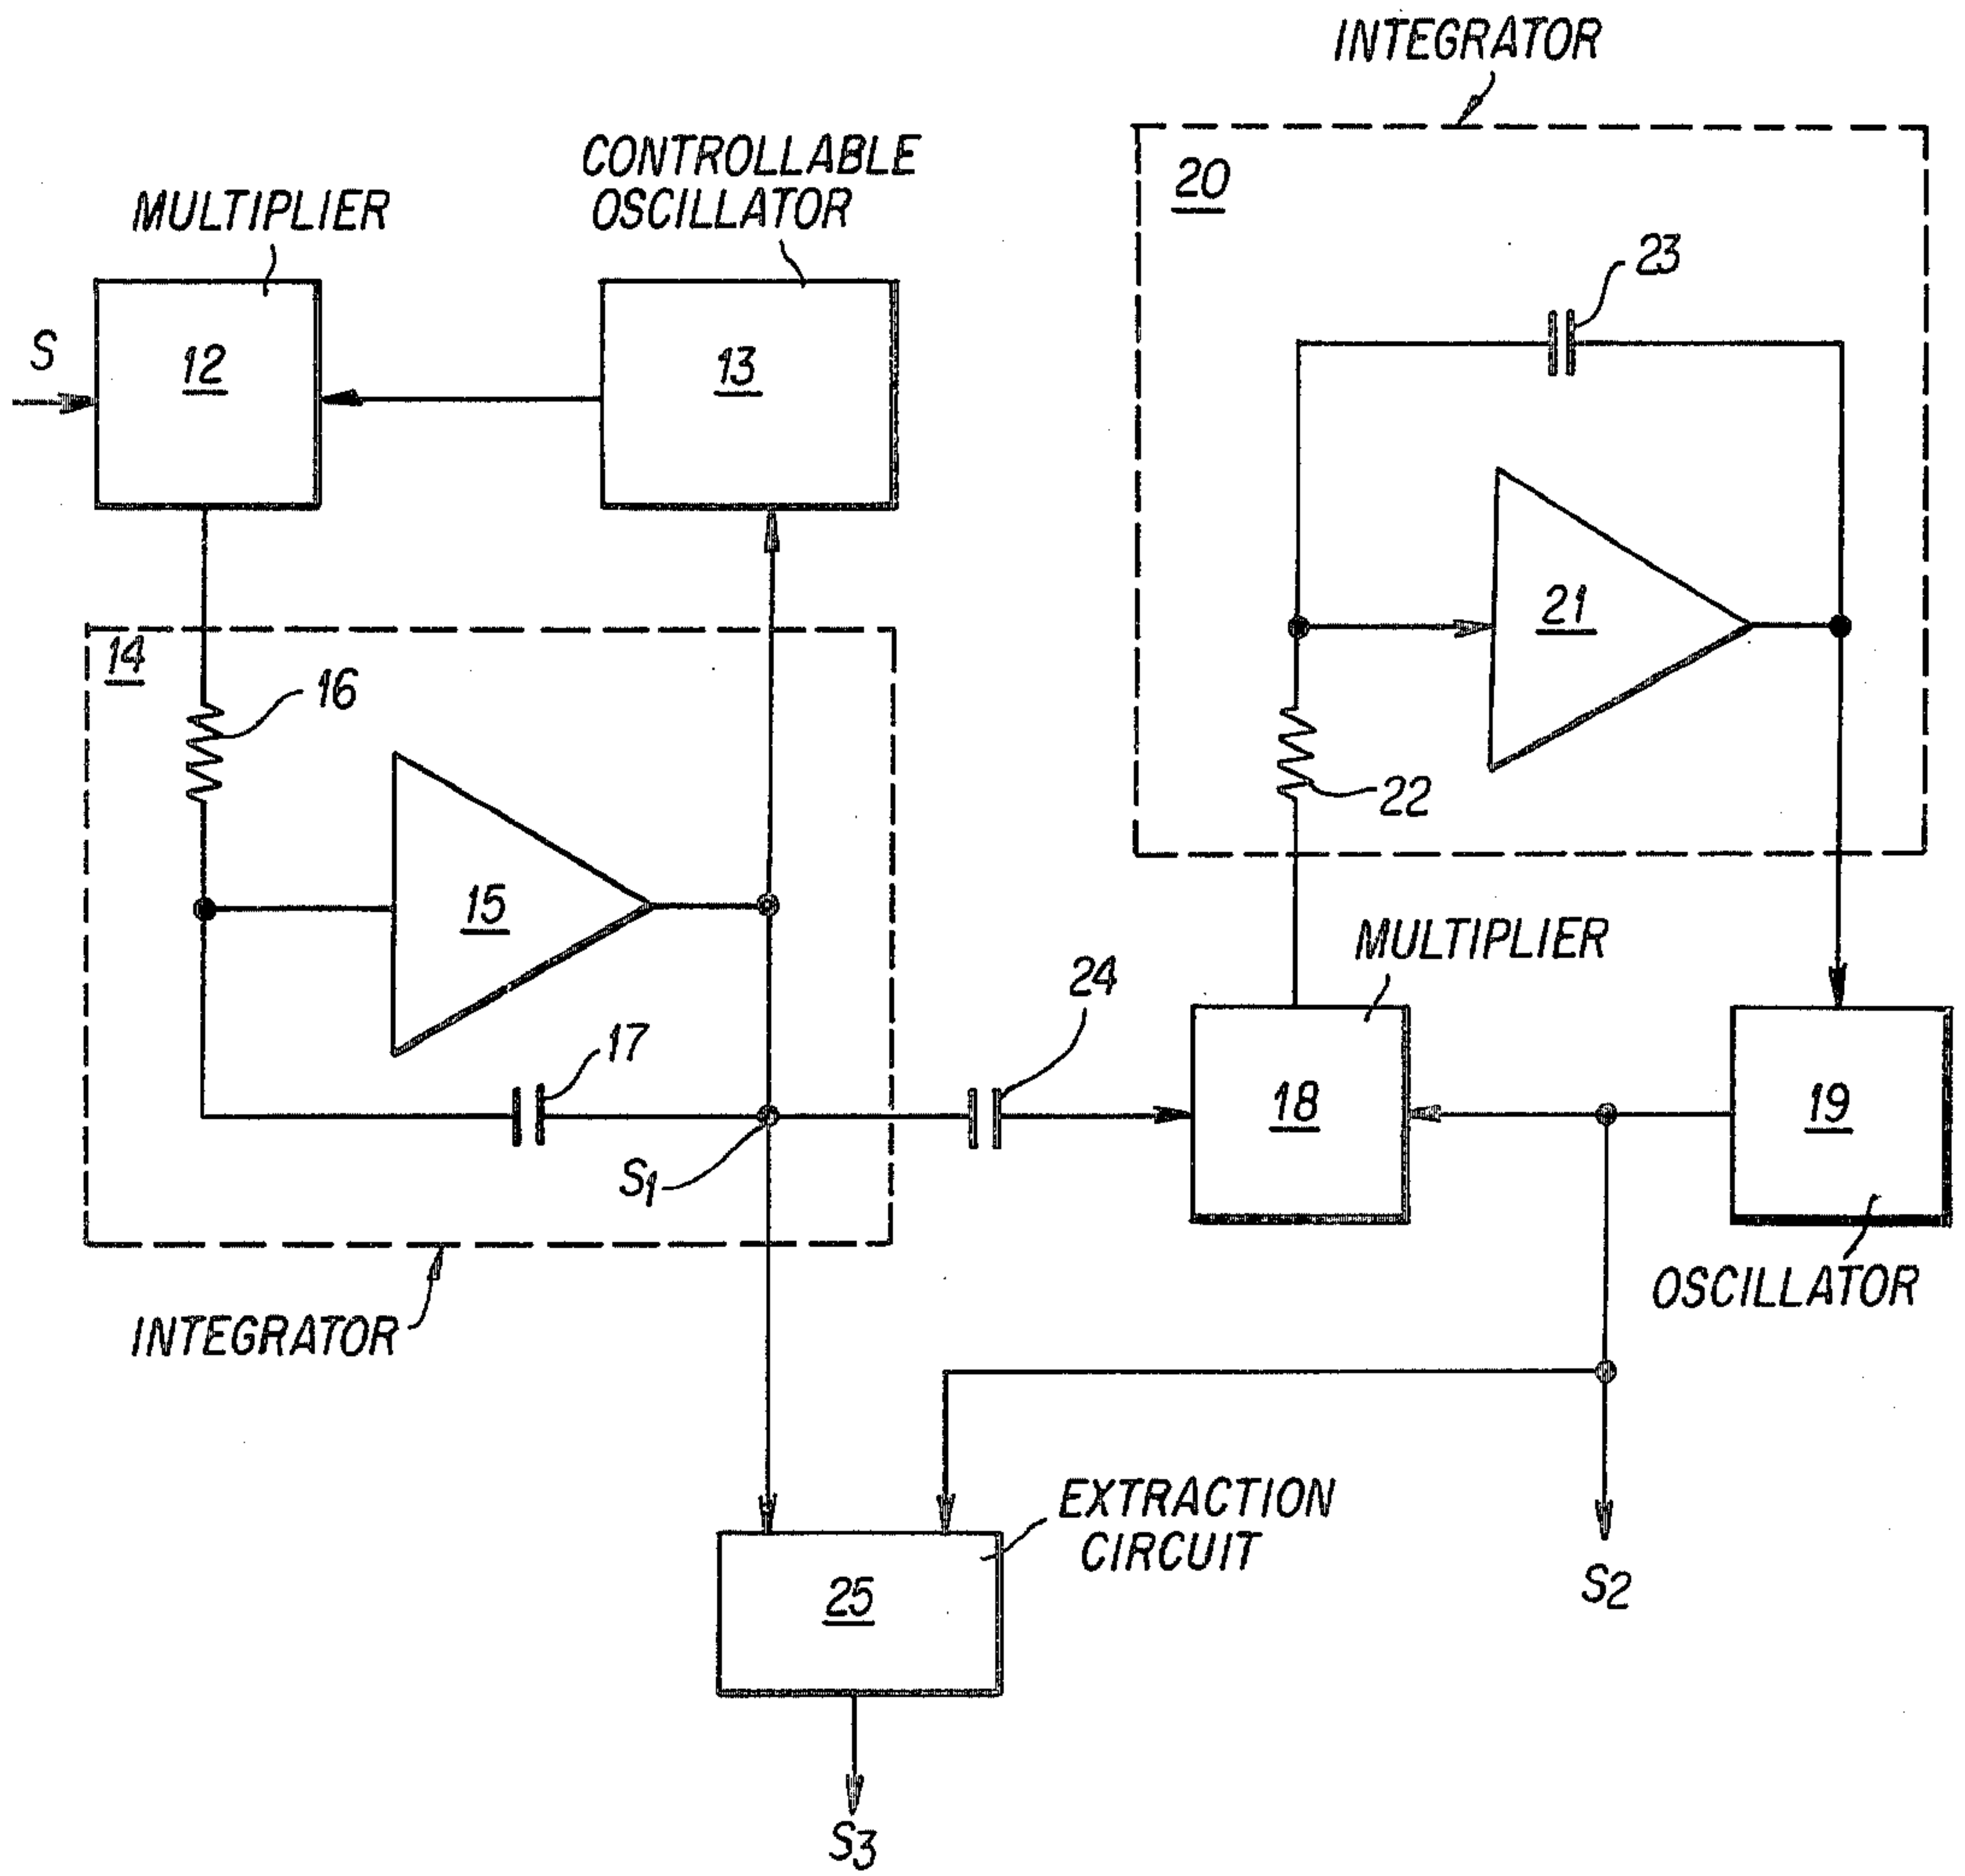 INTEGRATOR
20
CONTROLLABLE
OSCILLATOR
MULTIPLIER
23
S
12
13
21
14
16
22
15
MULTIPLIER
24
17
18
19
S1
OSCILLATOR
INTEGRATOR
EXTRACTION
CIRCUIT
25
S2
S3